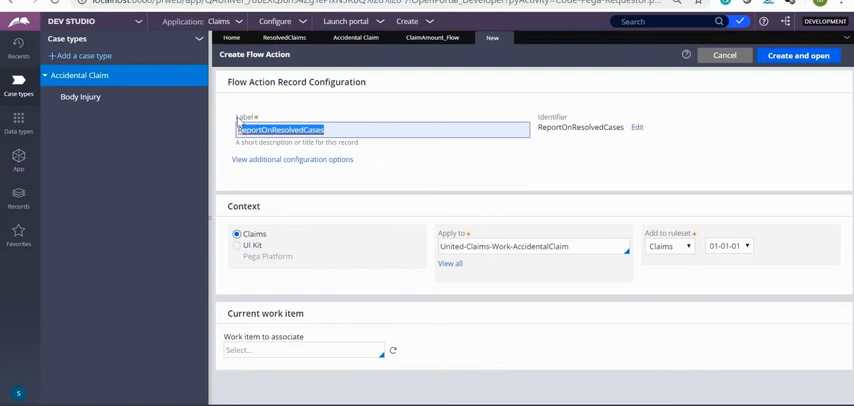 DEV STUDIO
Application: Claims
Configure
Launch portal
Create
Search
DEVELOPMENT
Recents
Case types
Data types
App
Records
Favorites
S
Case types
+Add a case type
Accidental Claim
Body Injury
Home
ResolvedClaims
Accidental Claim
ClaimAmount_Flow
New
Create Flow Action
Cancel
Create and open
Flow Action Record Configuration
Label
ReportOnResolvedCases
A short description or title for this record
View additional configuration options
Identifier
ReportOnResolvedCases Edit
Context
Claims
UI Kit
Pega Platform
Apply to
United-Claims-Work-AccidentalClaim
View all
Add to ruleset
Claims 01-01-01
Current work item
Work item to associate
Select...